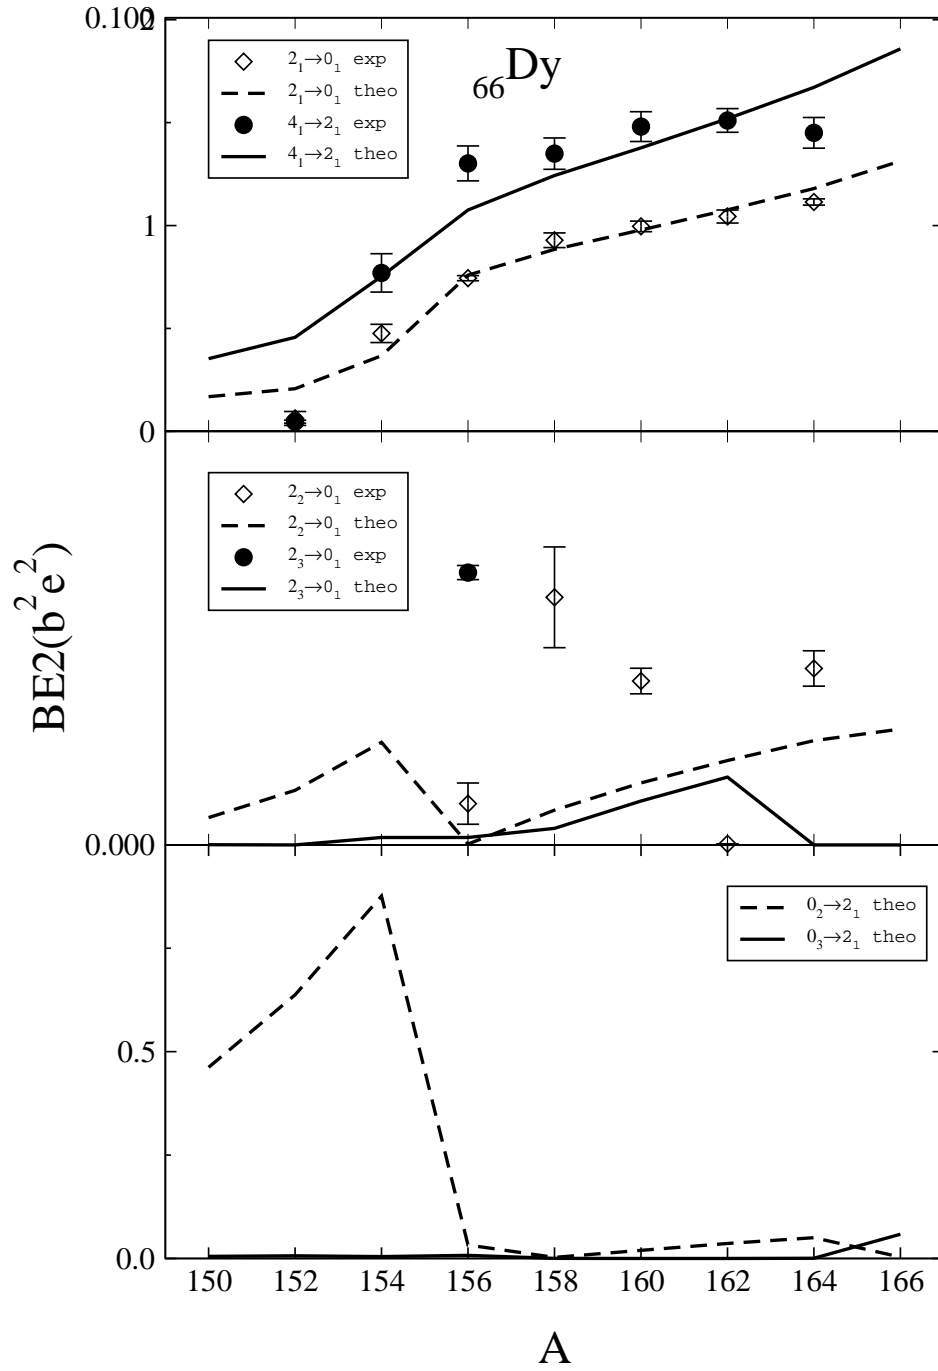 0.100
2
1
0
2₁→0₁ exp
2₁→0₁ theo
4₁→2₁ exp
4₁→2₁ theo
₆₆Dy
2₂→0₁ exp
2₂→0₁ theo
2₃→0₁ exp
2₃→0₁ theo
0.000
BE2(b²e²)
0₂→2₁ theo
0₃→2₁ theo
0.5
0.0
150 152 154 156 158 160 162 164 166
A